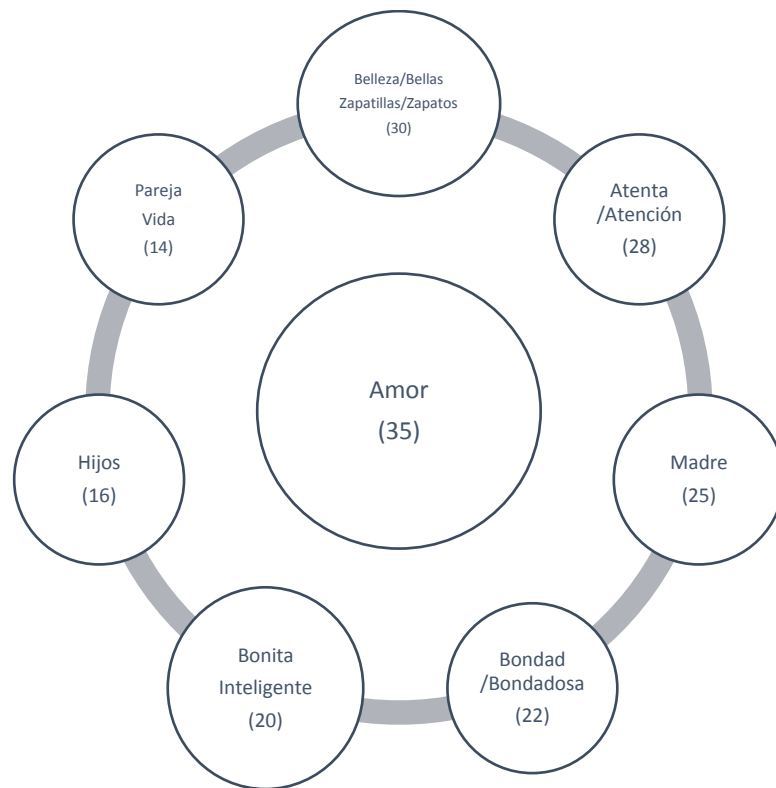 Belleza/Bellas
Zapatillas/Zapatos
(30)
Atenta
/Atención
(28)
Madre
(25)
Bondad
/Bondadosa
(22)
Bonita
Inteligente
(20)
Hijos
(16)
Pareja
Vida
(14)
Amor
(35)